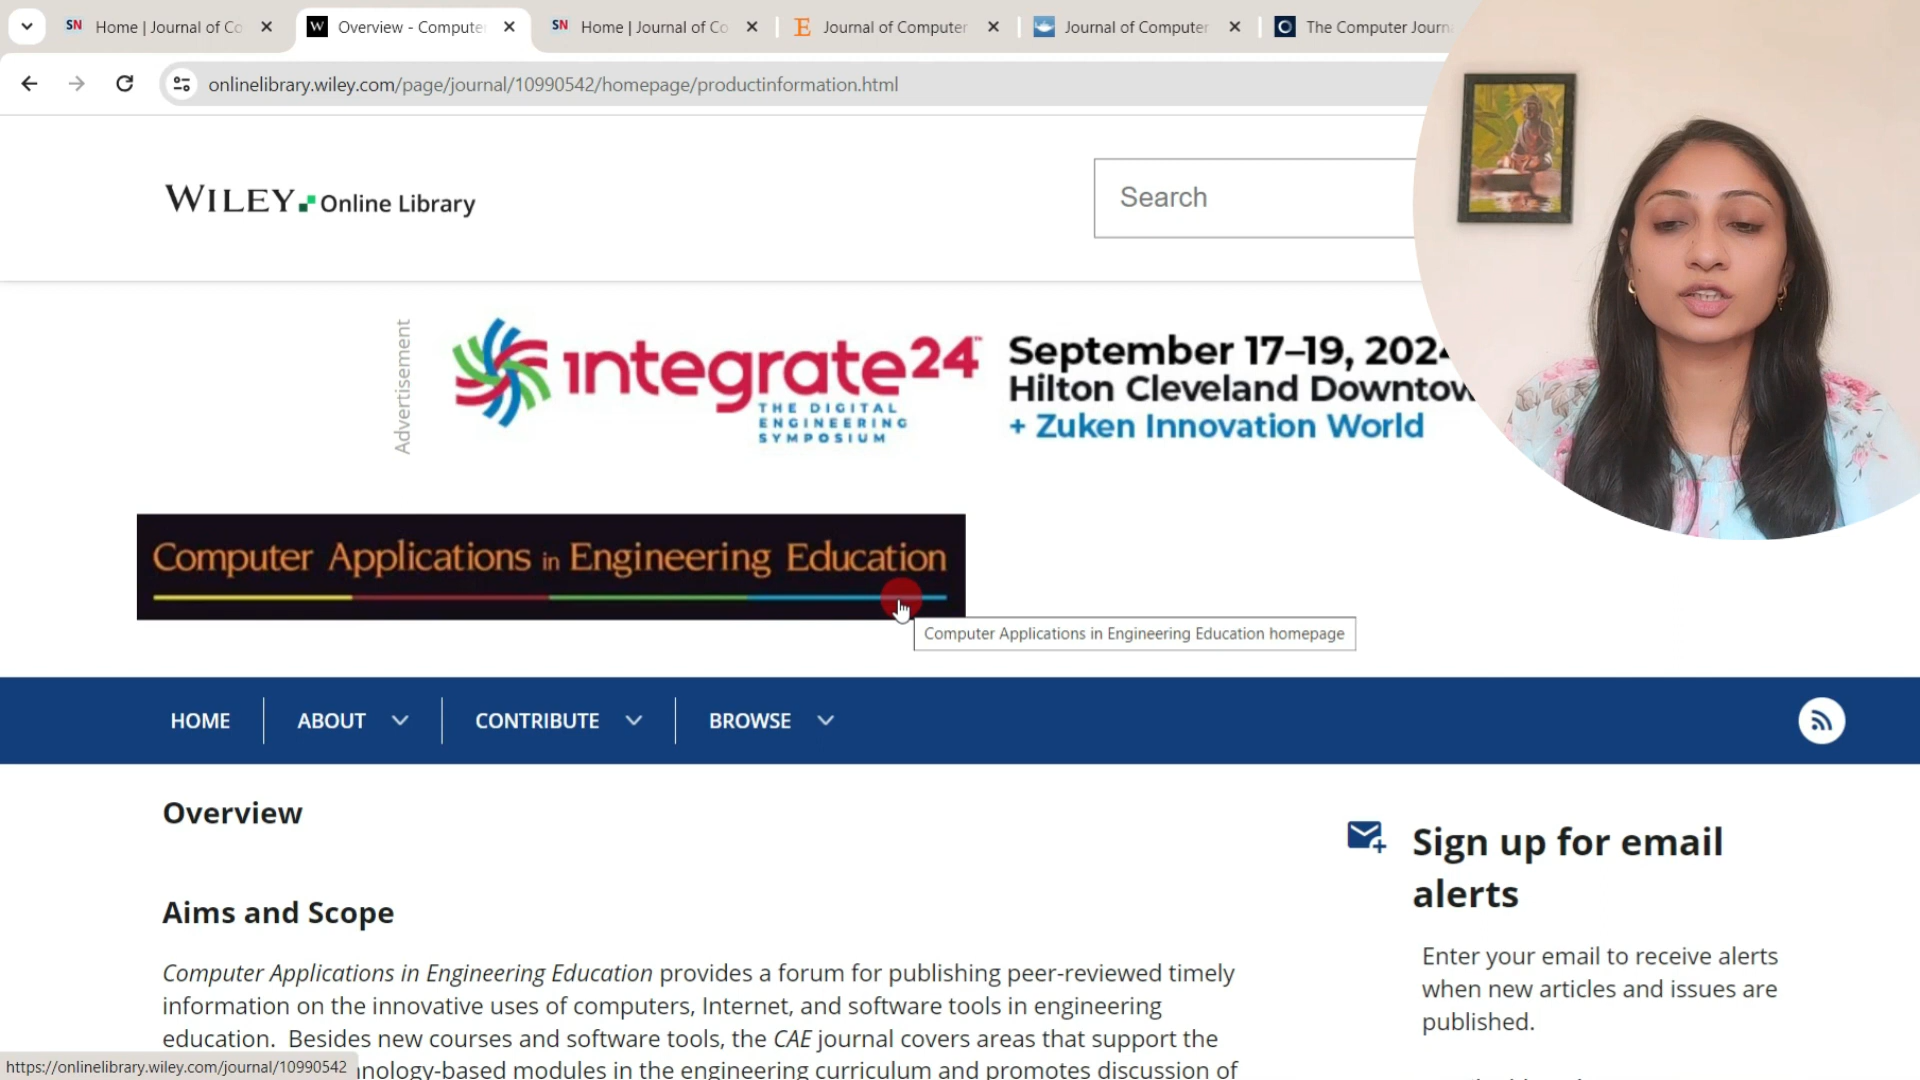 SN Home | Journal of Co
W Overview - Compute
SN Home | Journal of Co
E Journal of Computer
Journal of Computer
The Computer Journa
onlinelibrary.wiley.com/page/journal/10990542/homepage/productinformation.html
WILEY Online Library
Search
Advertisement
integrate24™
THE DIGITAL
ENGINEERING
SYMPOSIUM
September 17–19, 2024
Hilton Cleveland Downtow
+ Zuken Innovation World
Computer Applications in Engineering Education
Computer Applications in Engineering Education homepage
HOME
ABOUT
CONTRIBUTE
BROWSE
Overview
Aims and Scope
Computer Applications in Engineering Education provides a forum for publishing peer-reviewed timely
information on the innovative uses of computers, Internet, and software tools in engineering
education. Besides new courses and software tools, the CAE journal covers areas that support the
nology-based modules in the engineering curriculum and promotes discussion of
Sign up for email
alerts
Enter your email to receive alerts
when new articles and issues are
published.
https://onlinelibrary.wiley.com/journal/10990542